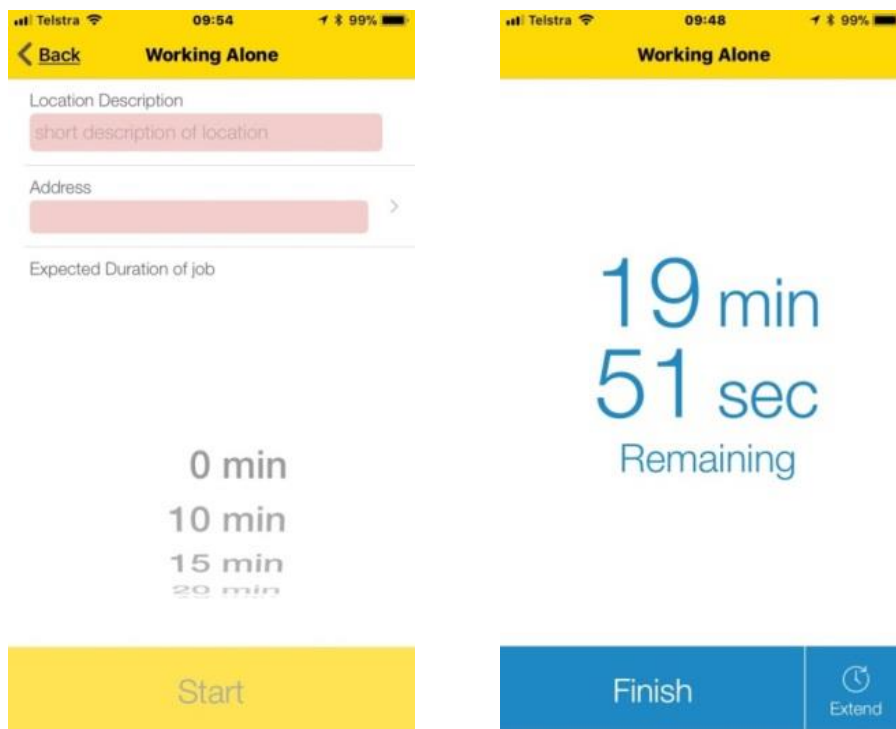 Telstra 09:54 99%
Back Working Alone
Location Description
short description of location
Address
Expected Duration of job
0 min
10 min
15 min
20 min
Start
Telstra 09:48 99%
Working Alone
19 min
51 sec
Remaining
Finish
Extend